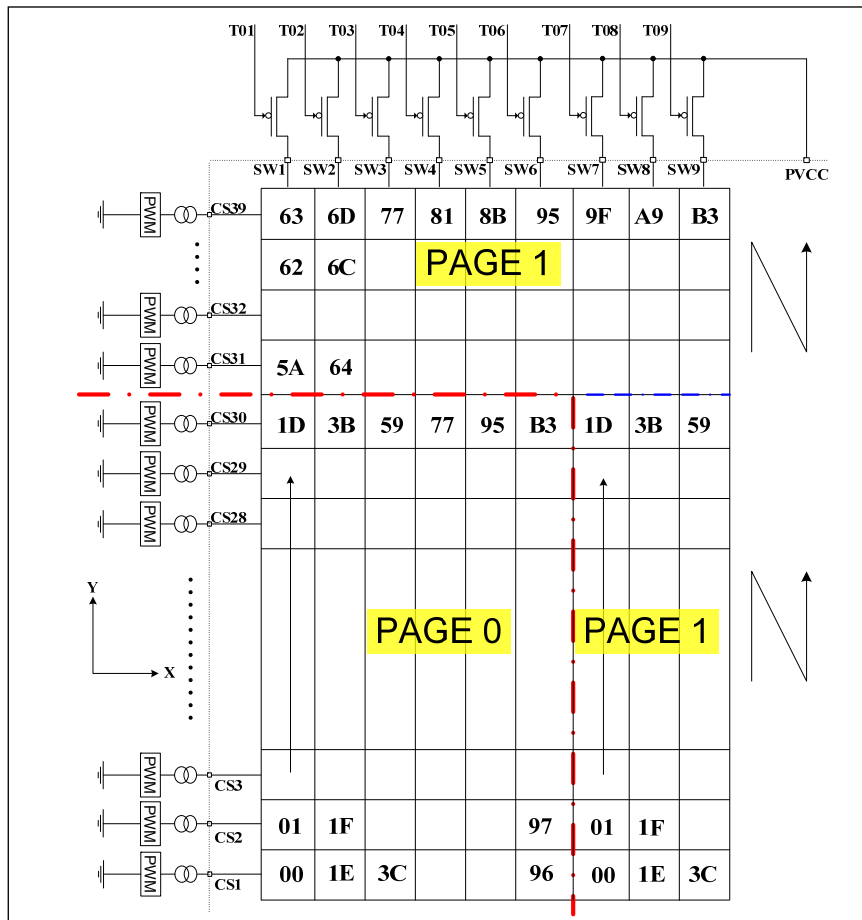 T01 T02 T03 T04 T05 T06 T07 T08 T09
SW1 SW2 SW3 SW4 SW5 SW6 SW7 SW8 SW9 PVCC
PWM CS39 63 6D 77 81 8B 95 9F A9 B3
62 6C PAGE 1
PWM CS32
PWM CS31 5A 64
PWM CS30 1D 3B 59 77 95 B3 1D 3B 59
PWM CS29
PWM CS28
Y
PAGE 0 PAGE 1
X
PWM CS3
PWM CS2 01 1F 97 01 1F
PWM CS1 00 1E 3C 96 00 1E 3C